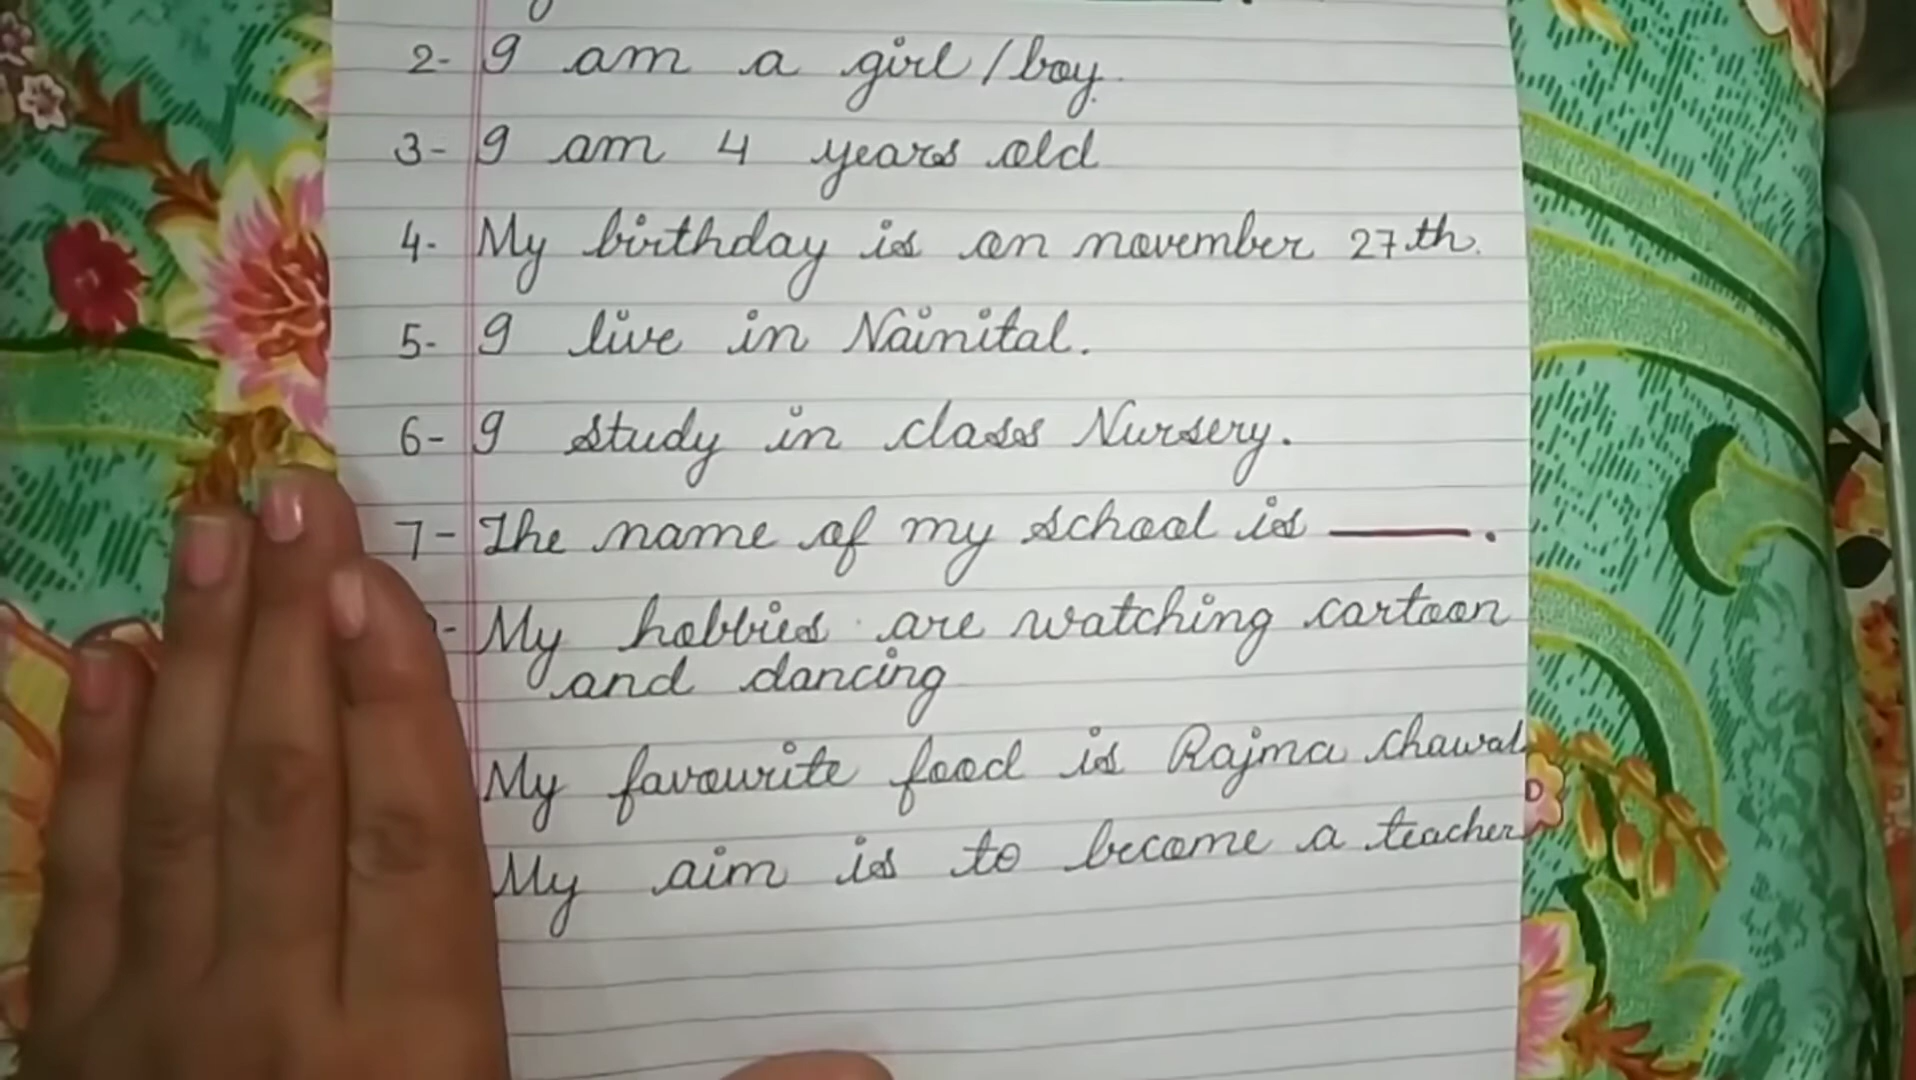 2- I am a girl/boy.
3- I am 4 years old
4- My birthday is on november 27th.
5- I live in Nainital.
6- I study in class Nursery.
7- The name of my school is ——.
- My hobbies are watching cartoon
and dancing
My favourite food is Rajma chawal
My aim is to become a teacher